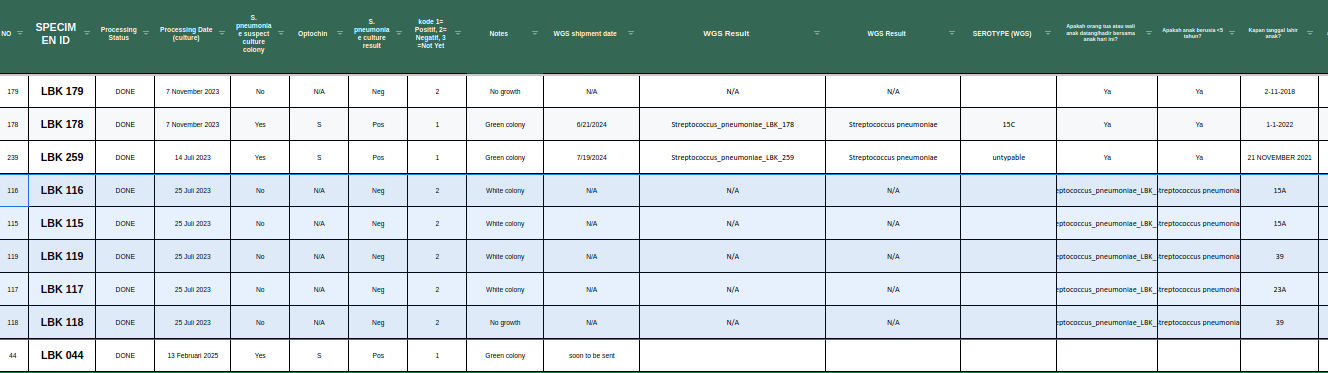 NO SPECIM EN ID Processing Status Processing Date (culture) S. pneumonia e suspect culture colony Optochin S. pneumonia e culture result kode 1= Positif, 2= Negatif, 3 =Not Yet Notes WGS shipment date WGS Result WGS Result SEROTYPE (WGS) Apakah orang tua atau wali anak datang/hadir bersama anak hari ini? Apakah anak berusia <5 tahun? Kapan tanggal lahir anak?
179 LBK 179 DONE 7 November 2023 No N/A Neg 2 No growth N/A N/A N/A Ya Ya 2-11-2018
178 LBK 178 DONE 7 November 2023 Yes S Pos 1 Green colony 6/21/2024 Streptococcus_pneumoniae_LBK_178 Streptococcus pneumoniae 15C Ya Ya 1-1-2022
239 LBK 259 DONE 14 Juli 2023 Yes S Pos 1 Green colony 7/19/2024 Streptococcus_pneumoniae_LBK_259 Streptococcus pneumoniae untypable Ya Ya 21 NOVEMBER 2021
116 LBK 116 DONE 25 Juli 2023 No N/A Neg 2 White colony N/A N/A N/A eptococcus_pneumoniae_LBK_ treptococcus pneumonia 15A
115 LBK 115 DONE 25 Juli 2023 No N/A Neg 2 White colony N/A N/A N/A eptococcus_pneumoniae_LBK_ treptococcus pneumonia 15A
119 LBK 119 DONE 25 Juli 2023 No N/A Neg 2 White colony N/A N/A N/A eptococcus_pneumoniae_LBK_ treptococcus pneumonia 39
117 LBK 117 DONE 25 Juli 2023 No N/A Neg 2 White colony N/A N/A N/A eptococcus_pneumoniae_LBK_ treptococcus pneumonia 23A
118 LBK 118 DONE 25 Juli 2023 No N/A Neg 2 No growth N/A N/A N/A eptococcus_pneumoniae_LBK_ treptococcus pneumonia 39
44 LBK 044 DONE 13 Februari 2025 Yes S Pos 1 Green colony soon to be sent